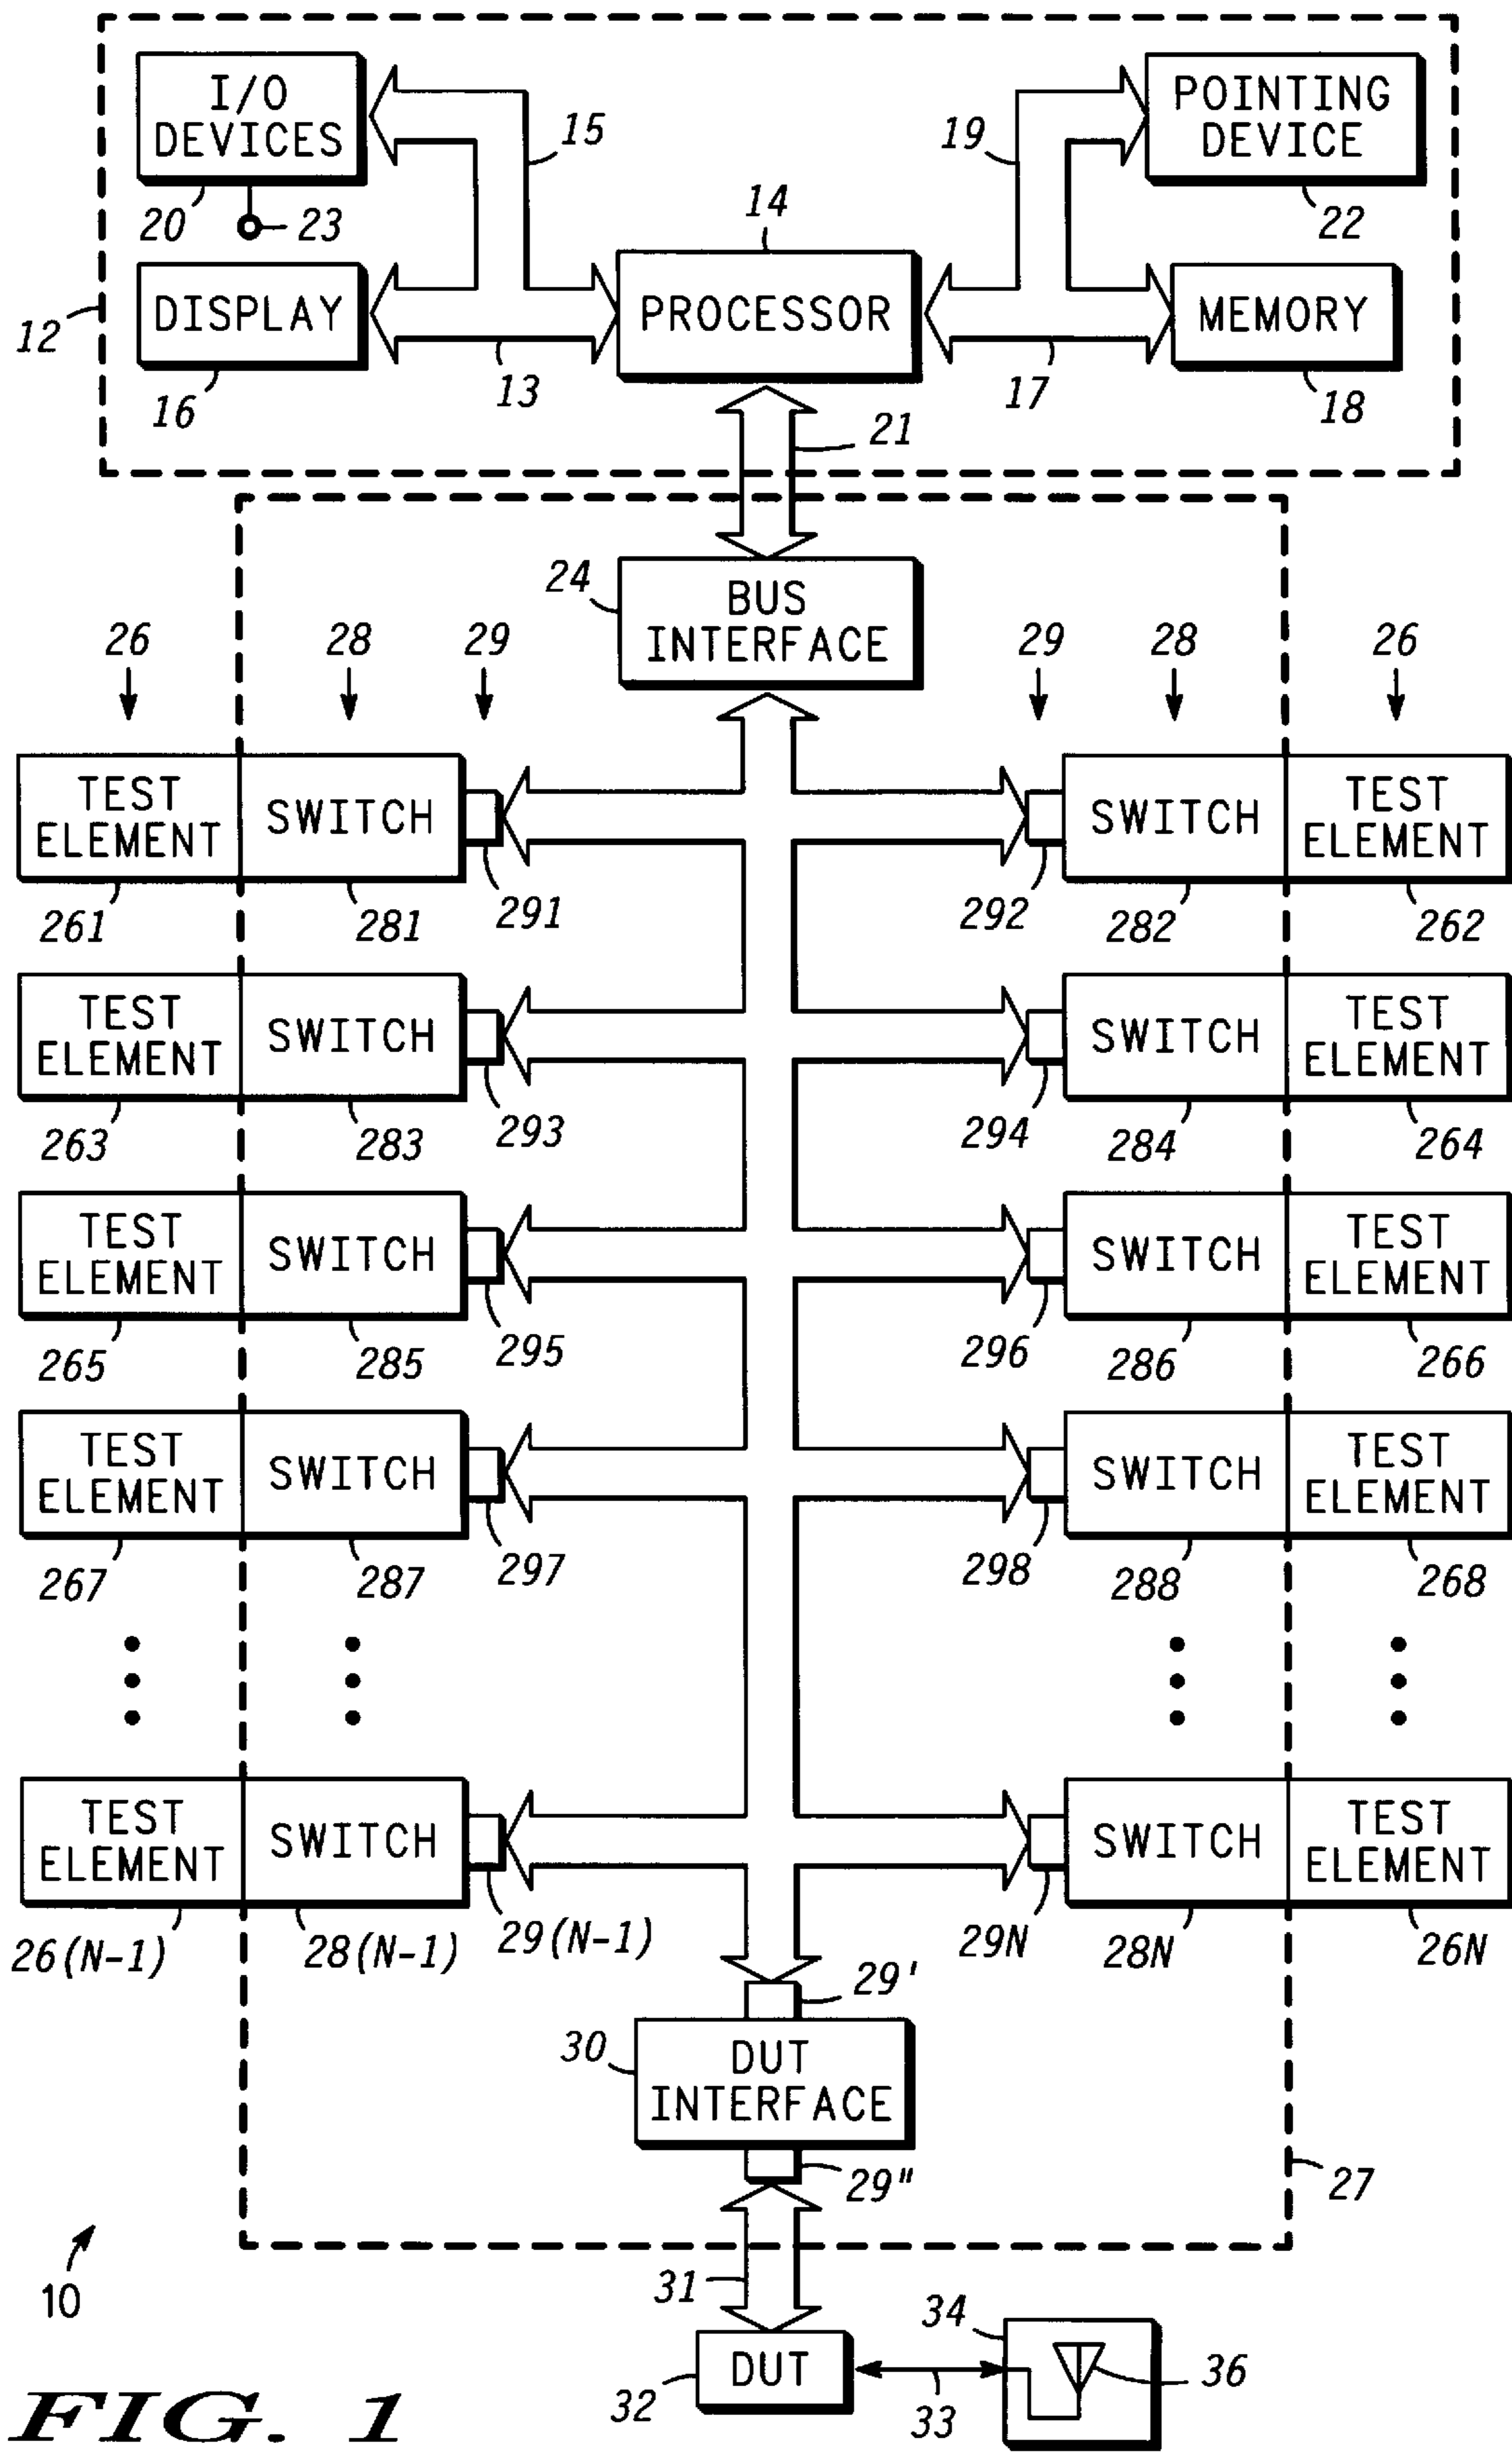 I/O
DEVICES
POINTING
DEVICE
15
19
20
23
14
22
12
DISPLAY
PROCESSOR
MEMORY
16
13
17
18
21
24
BUS
INTERFACE
26
28
29
29
28
26
TEST
ELEMENT
SWITCH
SWITCH
TEST
ELEMENT
261
281
291
292
282
262
TEST
ELEMENT
SWITCH
SWITCH
TEST
ELEMENT
263
283
293
294
284
264
TEST
ELEMENT
SWITCH
SWITCH
TEST
ELEMENT
265
285
295
296
286
266
TEST
ELEMENT
SWITCH
SWITCH
TEST
ELEMENT
267
287
297
298
288
268
TEST
ELEMENT
SWITCH
SWITCH
TEST
ELEMENT
26(N-1)
28(N-1)
29(N-1)
29N
28N
26N
29'
30
DUT
INTERFACE
29"
27
10
31
34
DUT
36
32
33
FIG. 1